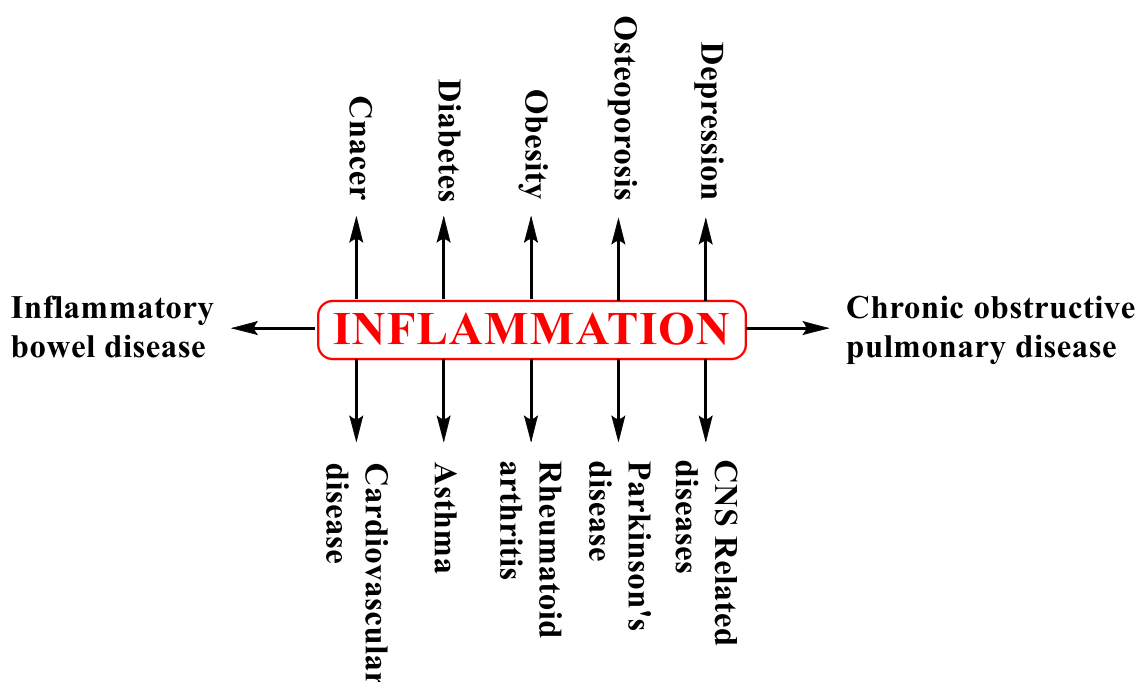 Cnacer
Diabetes
Obesity
Osteoporosis
Depression
Inflammatory
bowel disease
INFLAMMATION
Chronic obstructive
pulmonary disease
Cardiovascular
disease
Asthma
Rheumatoid
arthritis
Parkinson's
disease
CNS Related
diseases